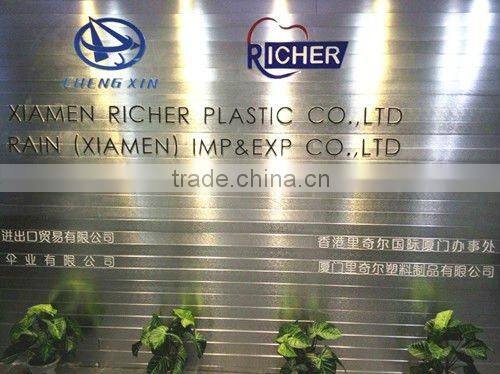 CHENG XIN
RICHER
XIAMEN RICHER PLASTIC CO.,LTD
RAIN (XIAMEN) IMP&EXP CO.,LTD
trade.china.cn
进出口贸易有限公司
香港里奇尔国际厦门办事处
伞业有限公司
厦门里奇尔塑料制品有限公司